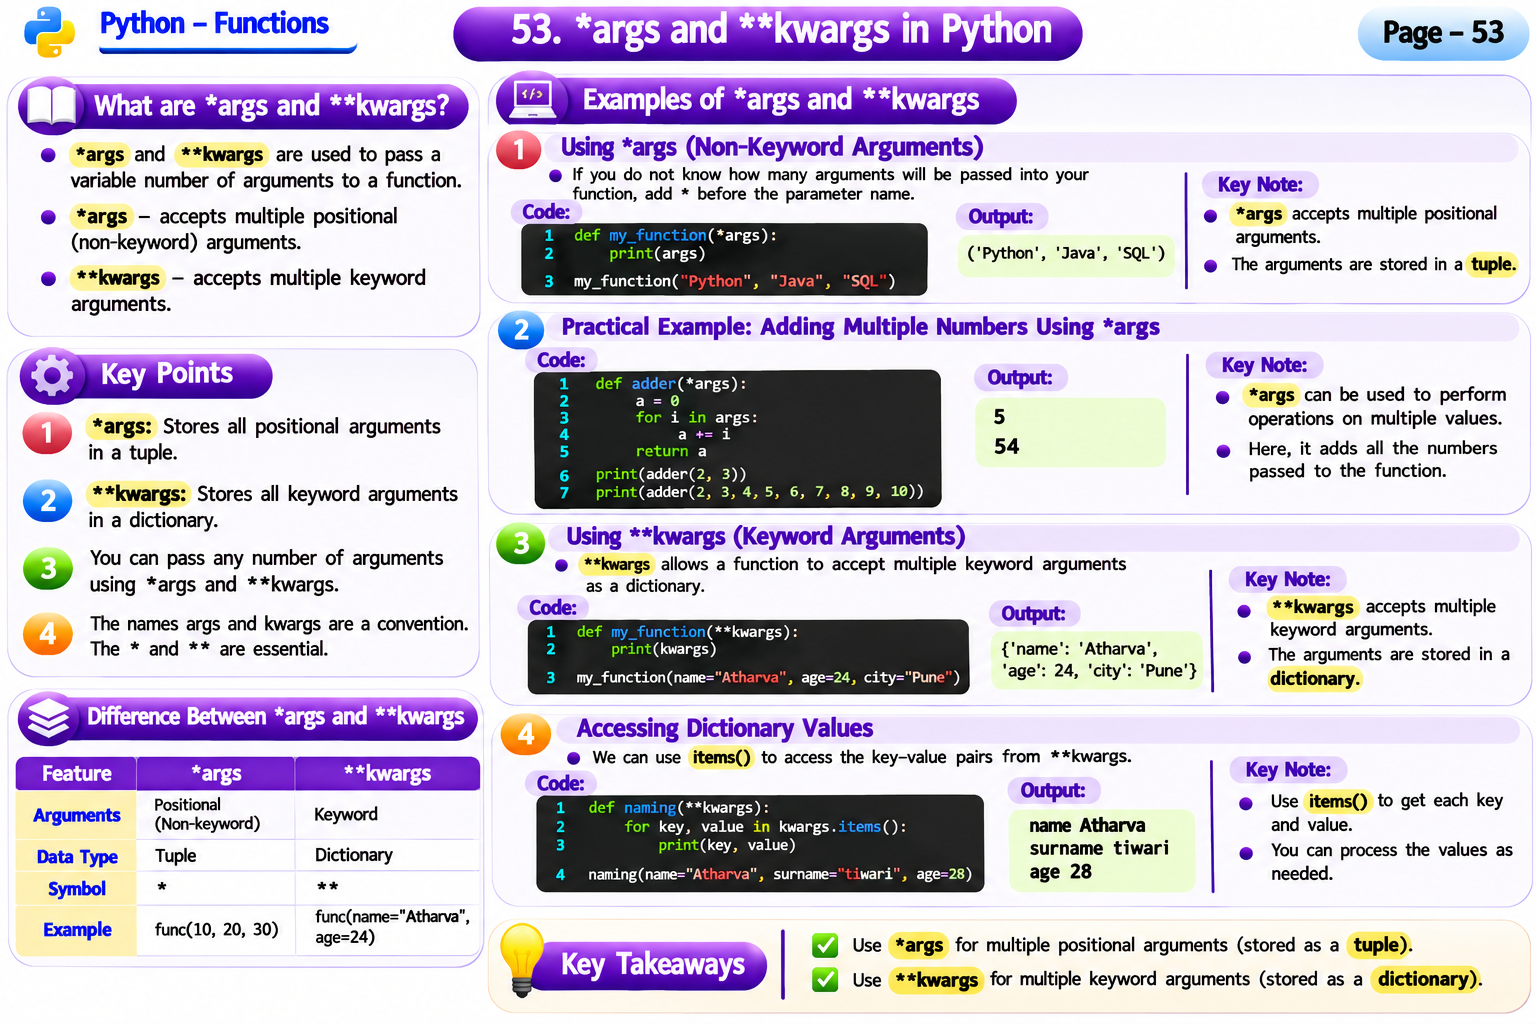 Python – Functions
53. *args and **kwargs in Python
Page – 53
What are *args and **kwargs?
*args and **kwargs are used to pass a
variable number of arguments to a function.
*args – accepts multiple positional
(non-keyword) arguments.
**kwargs – accepts multiple keyword
arguments.
Key Points
1 *args: Stores all positional arguments
in a tuple.
2 **kwargs: Stores all keyword arguments
in a dictionary.
3 You can pass any number of arguments
using *args and **kwargs.
4 The names args and kwargs are a convention.
The * and ** are essential.
Difference Between *args and **kwargs
Feature *args **kwargs
Arguments Positional
(Non-keyword) Keyword
Data Type Tuple Dictionary
Symbol * **
Example func(10, 20, 30) func(name="Atharva",
age=24)
Examples of *args and **kwargs
1 Using *args (Non-Keyword Arguments)
If you do not know how many arguments will be passed into your
function, add * before the parameter name.
Code:
1 def my_function(*args):
2     print(args)
3 my_function("Python", "Java", "SQL")
Output:
('Python', 'Java', 'SQL')
Key Note:
*args accepts multiple positional
arguments.
The arguments are stored in a tuple.
2 Practical Example: Adding Multiple Numbers Using *args
Code:
1 def adder(*args):
2     a = 0
3     for i in args:
4         a += i
5     return a
6 print(adder(2, 3))
7 print(adder(2, 3, 4, 5, 6, 7, 8, 9, 10))
Output:
5
54
Key Note:
*args can be used to perform
operations on multiple values.
Here, it adds all the numbers
passed to the function.
3 Using **kwargs (Keyword Arguments)
**kwargs allows a function to accept multiple keyword arguments
as a dictionary.
Code:
1 def my_function(**kwargs):
2     print(kwargs)
3 my_function(name="Atharva", age=24, city="Pune")
Output:
{'name': 'Atharva',
'age': 24, 'city': 'Pune'}
Key Note:
**kwargs accepts multiple
keyword arguments.
The arguments are stored in a
dictionary.
4 Accessing Dictionary Values
We can use items() to access the key-value pairs from **kwargs.
Code:
1 def naming(**kwargs):
2     for key, value in kwargs.items():
3         print(key, value)
4 naming(name="Atharva", surname="tiwari", age=28)
Output:
name Atharva
surname tiwari
age 28
Key Note:
Use items() to get each key
and value.
You can process the values as
needed.
Key Takeaways
Use *args for multiple positional arguments (stored as a tuple).
Use **kwargs for multiple keyword arguments (stored as a dictionary).